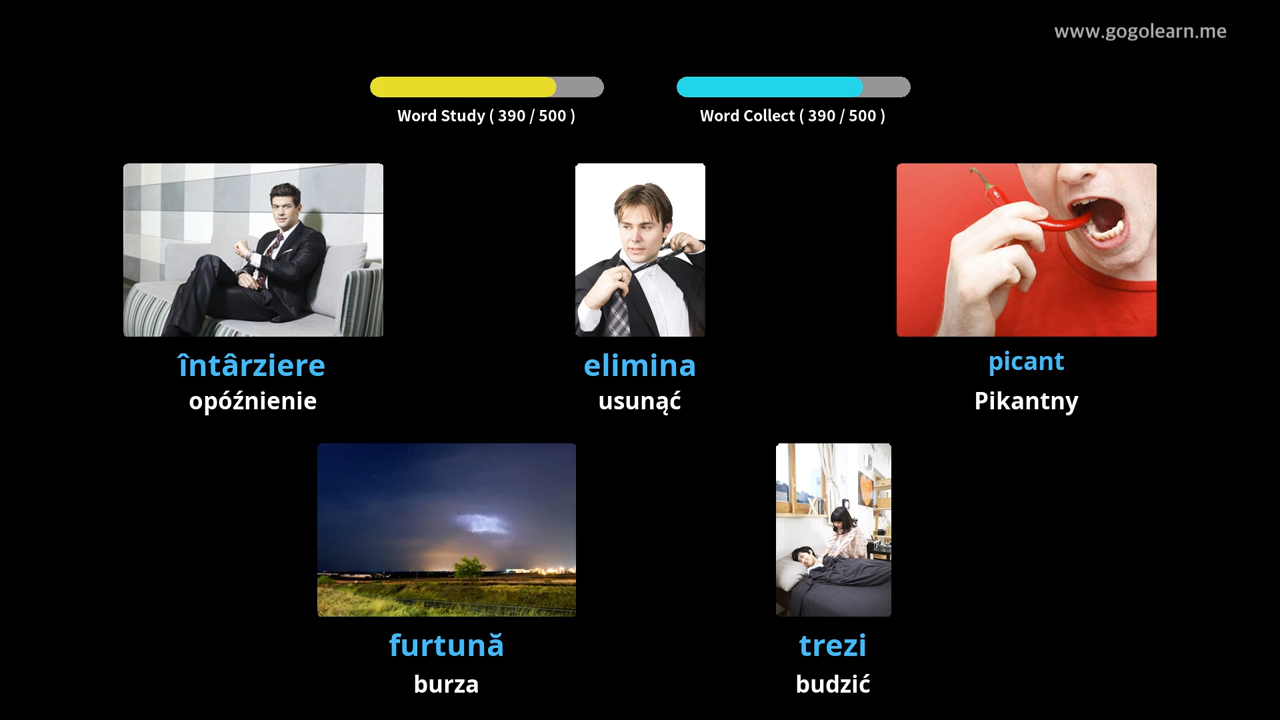 www.gogolearn.me
Word Study ( 390 / 500 )
Word Collect ( 390 / 500 )
întârziere
opóźnienie
elimina
usunąć
picant
Pikantny
furtună
burza
trezi
budzić